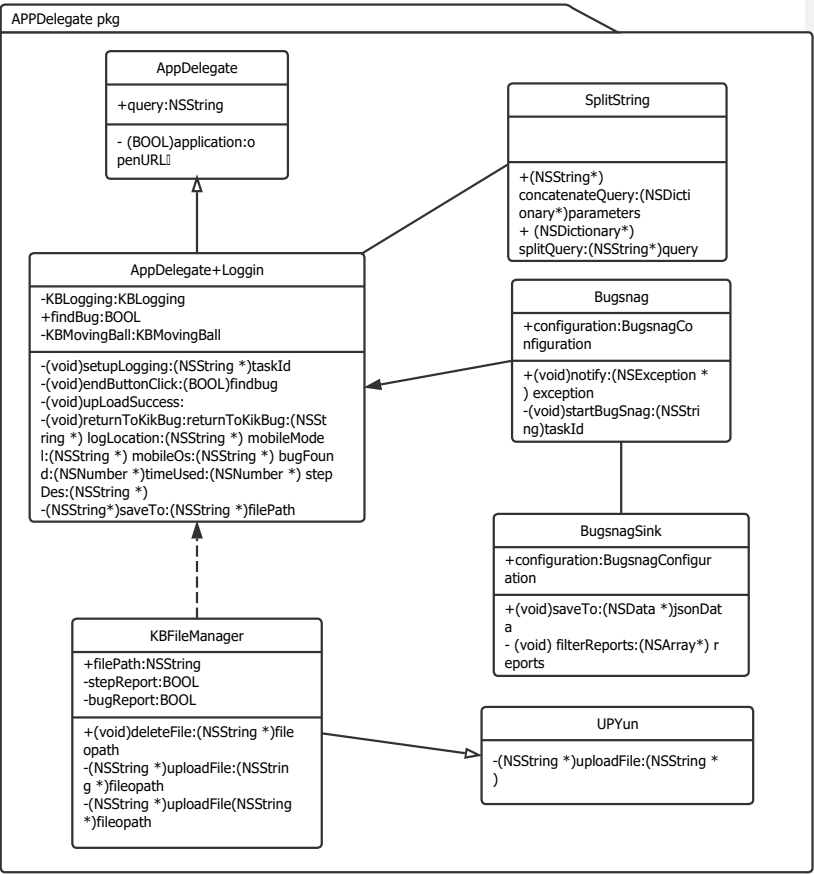 APPDelegate pkg
AppDelegate
+query:NSString
- (BOOL)application:o
penURL
SplitString
+(NSString*)
concatenateQuery:(NSDicti
onary*)parameters
+ (NSDictionary*)
splitQuery:(NSString*)query
AppDelegate+Loggin
-KBLogging:KBLogging
+findBug:BOOL
-KBMovingBall:KBMovingBall
-(void)setupLogging:(NSString *)taskId
-(void)endButtonClick:(BOOL)findbug
-(void)upLoadSuccess:
-(void)returnToKikBug:returnToKikBug:(NSSt
ring *) logLocation:(NSString *) mobileMode
l:(NSString *) mobileOs:(NSString *) bugFoun
d:(NSNumber *)timeUsed:(NSNumber *) step
Des:(NSString *)
-(NSString*)saveTo:(NSString *)filePath
Bugsnag
+configuration:BugsnagCo
nfiguration
+(void)notify:(NSException *
) exception
-(void)startBugSnag:(NSStri
ng)taskId
BugsnagSink
+configuration:BugsnagConfigur
ation
+(void)saveTo:(NSData *)jsonDat
a
- (void) filterReports:(NSArray*) r
eports
KBFileManager
+filePath:NSString
-stepReport:BOOL
-bugReport:BOOL
+(void)deleteFile:(NSString *)file
opath
-(NSString *)uploadFile:(NSStrin
g *)fileopath
-(NSString *)uploadFile(NSString
*)fileopath
UPYun
-(NSString *)uploadFile:(NSString *
)